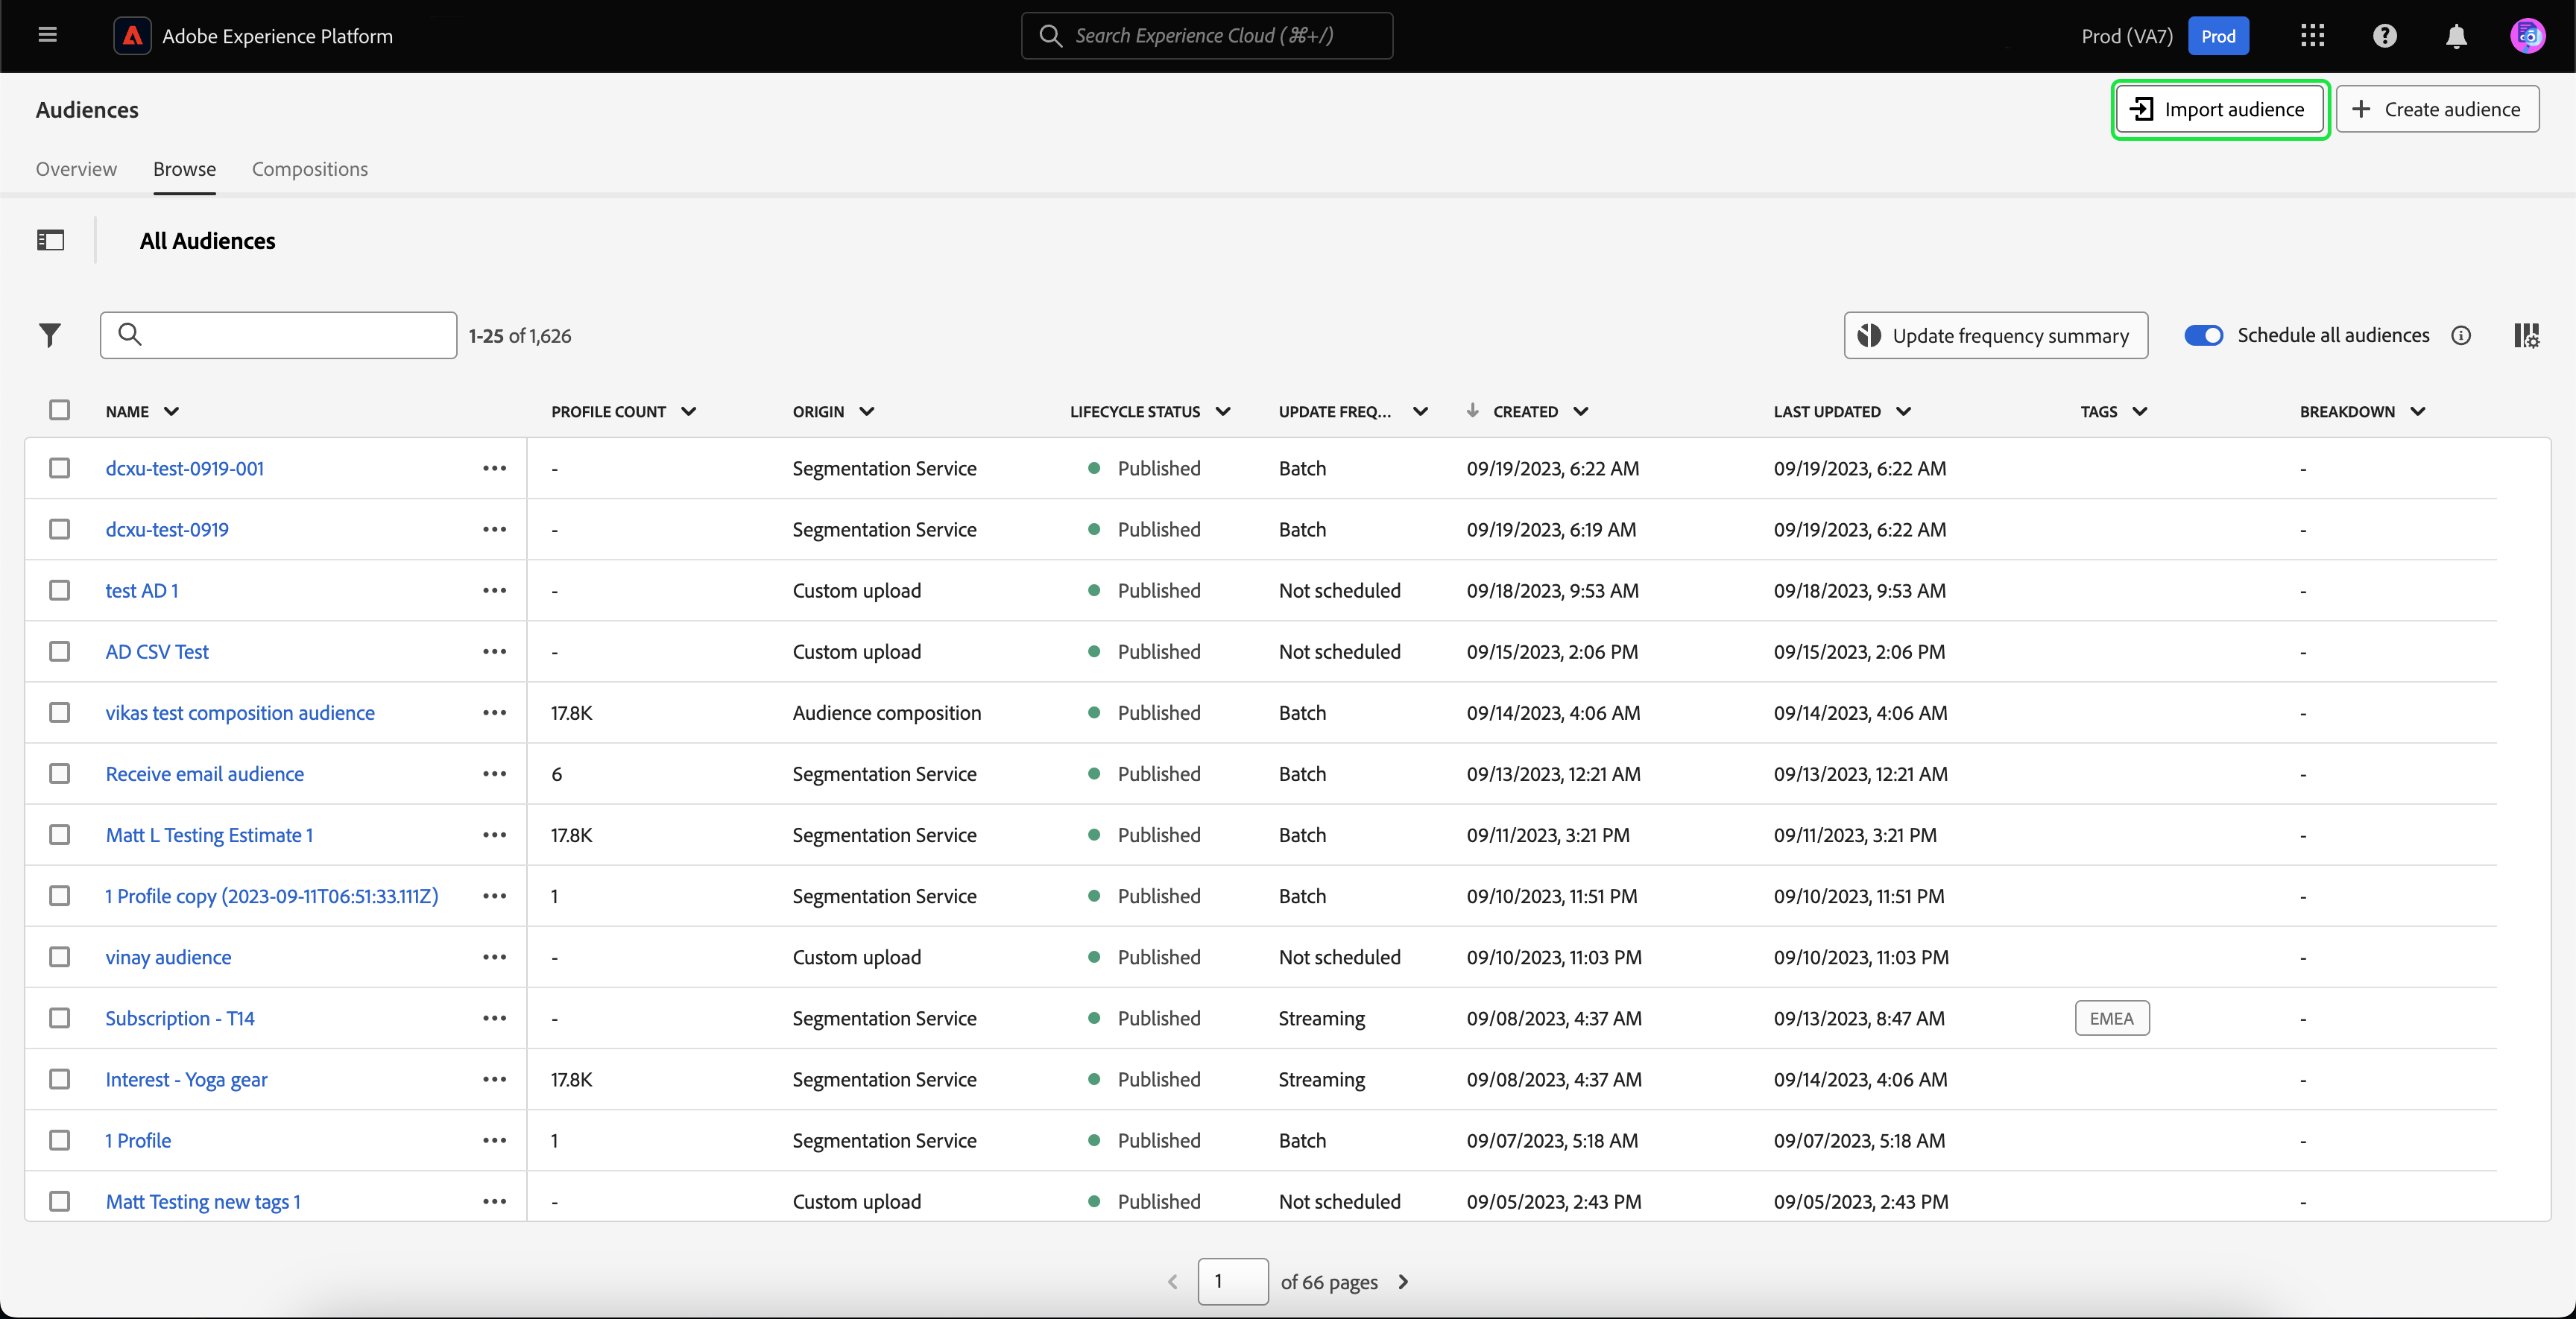 Adobe Experience Platform
Search Experience Cloud (⌘+/)
Prod (VA7) Prod
Audiences
Import audience
Create audience
Overview Browse Compositions
All Audiences
1-25 of 1,626
Update frequency summary
Schedule all audiences
NAME PROFILE COUNT ORIGIN LIFECYCLE STATUS UPDATE FREQ... CREATED LAST UPDATED TAGS BREAKDOWN
dcxu-test-0919-001 ••• - Segmentation Service Published Batch 09/19/2023, 6:22 AM 09/19/2023, 6:22 AM -
dcxu-test-0919 ••• - Segmentation Service Published Batch 09/19/2023, 6:19 AM 09/19/2023, 6:22 AM -
test AD 1 ••• - Custom upload Published Not scheduled 09/18/2023, 9:53 AM 09/18/2023, 9:53 AM -
AD CSV Test ••• - Custom upload Published Not scheduled 09/15/2023, 2:06 PM 09/15/2023, 2:06 PM -
vikas test composition audience ••• 17.8K Audience composition Published Batch 09/14/2023, 4:06 AM 09/14/2023, 4:06 AM -
Receive email audience ••• 6 Segmentation Service Published Batch 09/13/2023, 12:21 AM 09/13/2023, 12:21 AM -
Matt L Testing Estimate 1 ••• 17.8K Segmentation Service Published Batch 09/11/2023, 3:21 PM 09/11/2023, 3:21 PM -
1 Profile copy (2023-09-11T06:51:33.111Z) ••• 1 Segmentation Service Published Batch 09/10/2023, 11:51 PM 09/10/2023, 11:51 PM -
vinay audience ••• - Custom upload Published Not scheduled 09/10/2023, 11:03 PM 09/10/2023, 11:03 PM -
Subscription - T14 ••• - Segmentation Service Published Streaming 09/08/2023, 4:37 AM 09/13/2023, 8:47 AM EMEA -
Interest - Yoga gear ••• 17.8K Segmentation Service Published Streaming 09/08/2023, 4:37 AM 09/14/2023, 4:06 AM -
1 Profile ••• 1 Segmentation Service Published Batch 09/07/2023, 5:18 AM 09/07/2023, 5:18 AM -
Matt Testing new tags 1 ••• - Custom upload Published Not scheduled 09/05/2023, 2:43 PM 09/05/2023, 2:43 PM -
1 of 66 pages